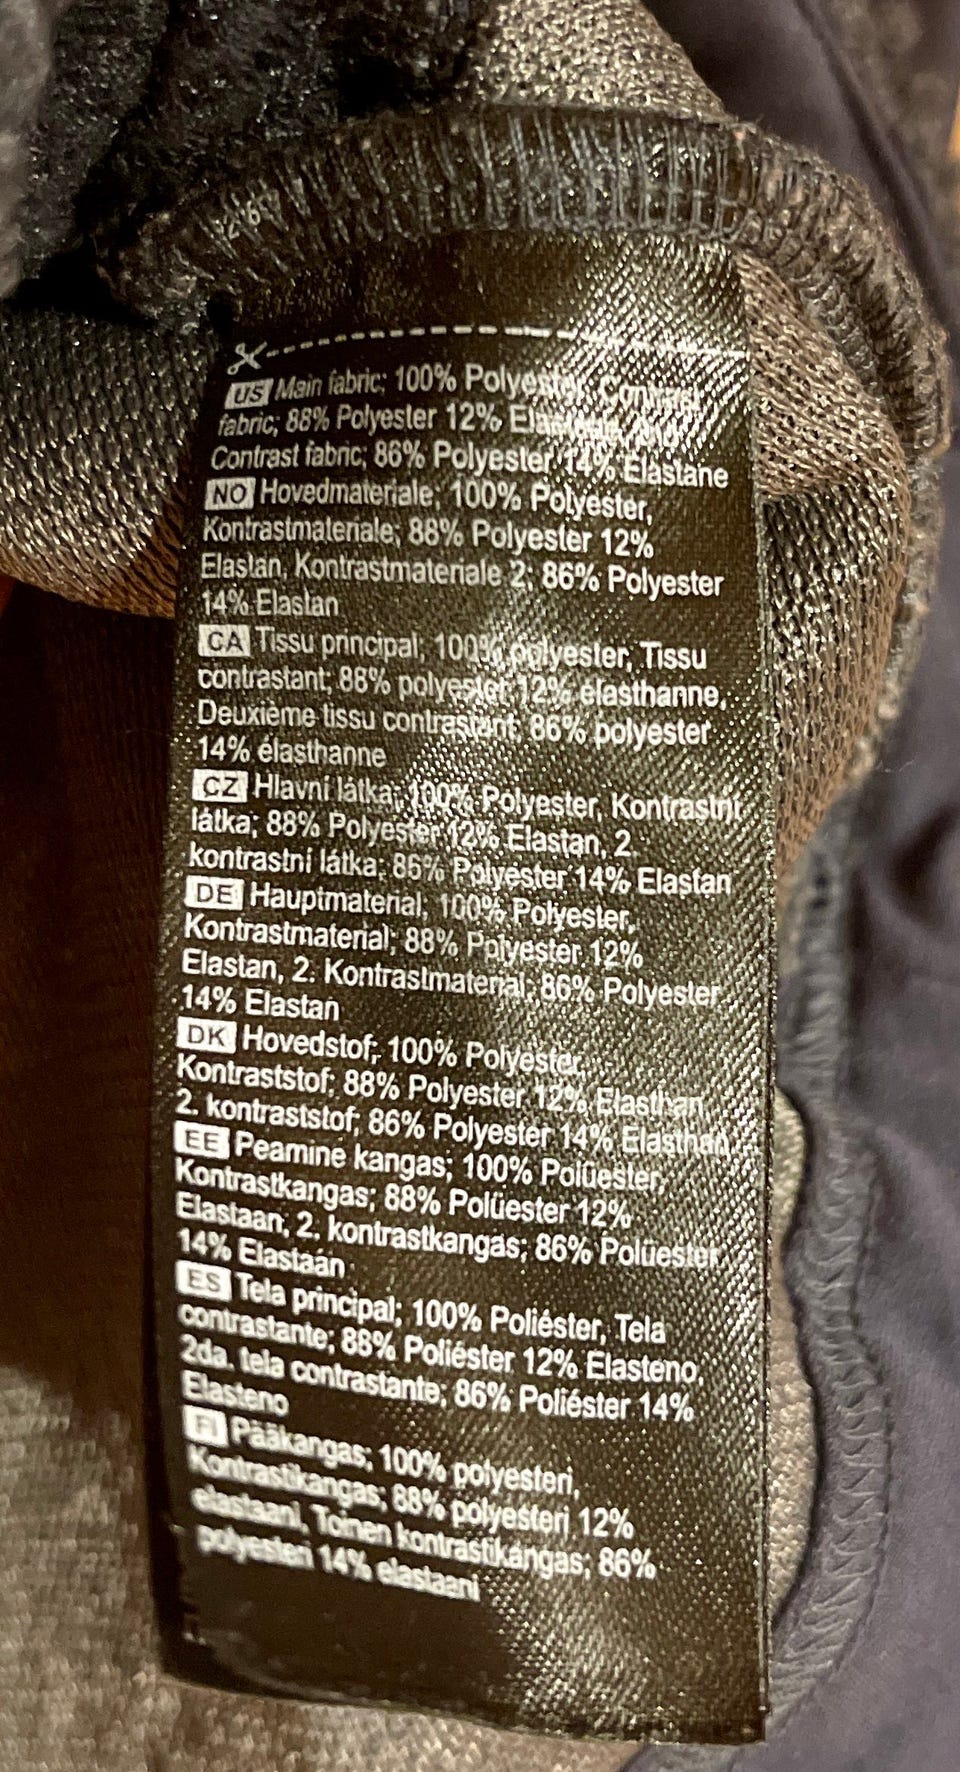 US Main fabric; 100% Polyester, Contrast
fabric; 88% Polyester 12% Elastane, 2nd
Contrast fabric; 86% Polyester 14% Elastane
NO Hovedmateriale; 100% Polyester,
Kontrastmateriale; 88% Polyester 12%
Elastan, Kontrastmateriale 2; 86% Polyester
14% Elastan
CA Tissu principal; 100% polyester, Tissu
contrastant; 88% polyester 12% élasthanne,
Deuxième tissu contrastant; 86% polyester
14% élasthanne
CZ Hlavní látka; 100% Polyester, Kontrastní
látka; 88% Polyester 12% Elastan, 2.
kontrastní látka; 86% Polyester 14% Elastan
DE Hauptmaterial, 100% Polyester,
Kontrastmaterial; 88% Polyester 12%
Elastan, 2. Kontrastmaterial; 86% Polyester
14% Elastan
DK Hovedstof; 100% Polyester,
Kontraststof; 88% Polyester 12% Elasthan,
2. kontraststof; 86% Polyester 14% Elasthan
EE Peamine kangas; 100% Polüester,
Kontrastkangas; 88% Polüester 12%
Elastaan, 2. kontrastkangas; 86% Polüester
14% Elastaan
ES Tela principal; 100% Poliéster, Tela
contrastante; 88% Poliéster 12% Elasteno,
2da. tela contrastante; 86% Poliéster 14%
Elasteno
FI Pääkangas; 100% polyesteri,
Kontrastikangas; 88% polyesteri 12%
elastaani, Toinen kontrastikangas; 86%
polyesteri 14% elastaani